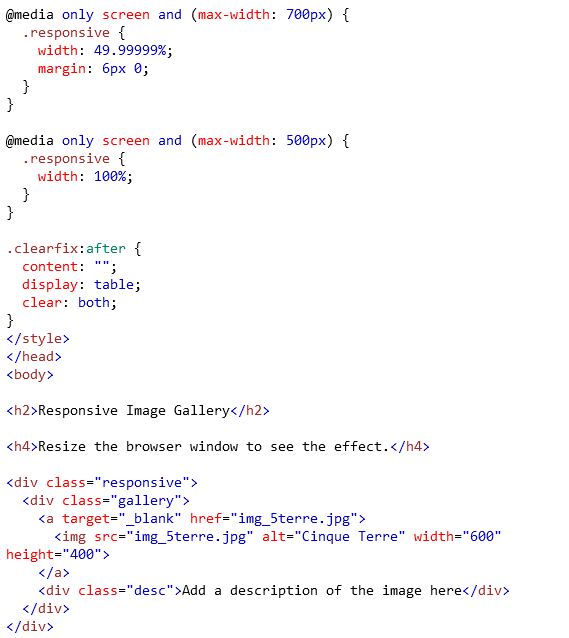 @media only screen and (max-width: 700px) {
  .responsive {
    width: 49.99999%;
    margin: 6px 0;
  }
}

@media only screen and (max-width: 500px) {
  .responsive {
    width: 100%;
  }
}

.clearfix:after {
  content: "";
  display: table;
  clear: both;
}
</style>
</head>
<body>

<h2>Responsive Image Gallery</h2>

<h4>Resize the browser window to see the effect.</h4>

<div class="responsive">
  <div class="gallery">
    <a target="_blank" href="img_5terre.jpg">
      <img src="img_5terre.jpg" alt="Cinque Terre" width="600"
height="400">
    </a>
    <div class="desc">Add a description of the image here</div>
  </div>
</div>